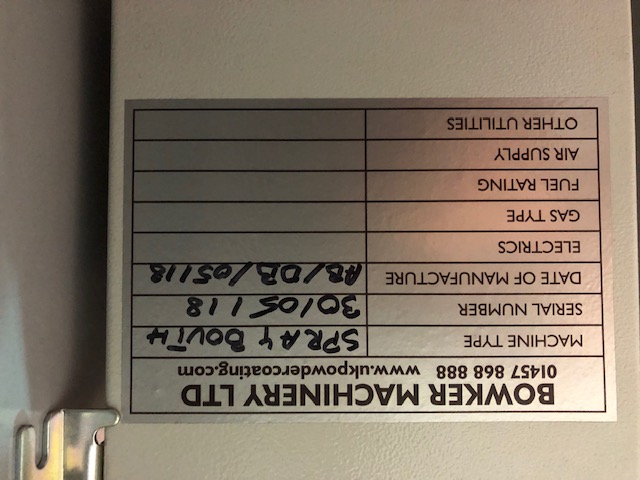 BOWKER MACHINERY LTD
01457 868 888 www.ukpowdercoating.com
MACHINE TYPE SPRAY BOUTH
SERIAL NUMBER 30/05/18
DATE OF MANUFACTURE AB/DB/05/18
ELECTRICS
GAS TYPE
FUEL RATING
AIR SUPPLY
OTHER UTILITIES